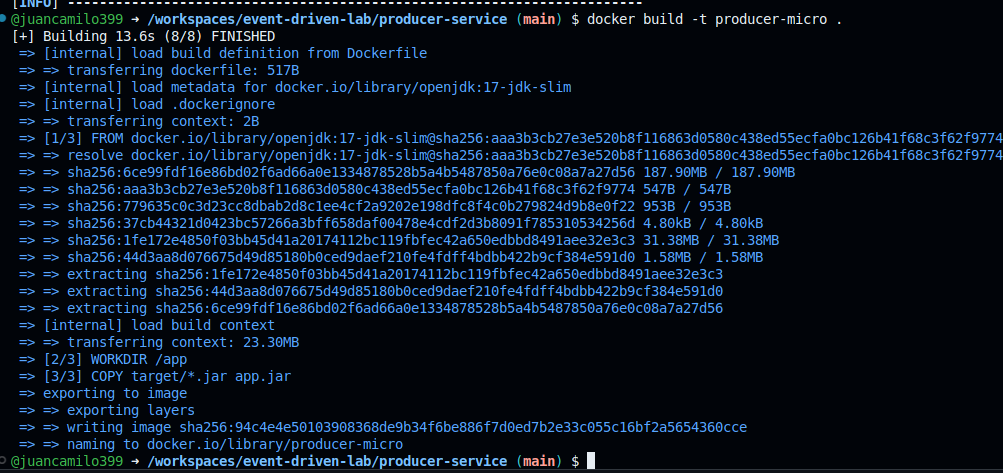 [INFO] ------------------------------------------------------------------------
@juancamilo399 → /workspaces/event-driven-lab/producer-service (main) $ docker build -t producer-micro .
[+] Building 13.6s (8/8) FINISHED
=> [internal] load build definition from Dockerfile
=> => transferring dockerfile: 517B
=> [internal] load metadata for docker.io/library/openjdk:17-jdk-slim
=> [internal] load .dockerignore
=> => transferring context: 2B
=> [1/3] FROM docker.io/library/openjdk:17-jdk-slim@sha256:aaa3b3cb27e3e520b8f116863d0580c438ed55ecfa0bc126b41f68c3f62f9774
=> => resolve docker.io/library/openjdk:17-jdk-slim@sha256:aaa3b3cb27e3e520b8f116863d0580c438ed55ecfa0bc126b41f68c3f62f9774
=> => sha256:6ce99fdf16e86bd02f6ad66a0e1334878528b5a4b5487850a76e0c08a7a27d56 187.90MB / 187.90MB
=> => sha256:aaa3b3cb27e3e520b8f116863d0580c438ed55ecfa0bc126b41f68c3f62f9774 547B / 547B
=> => sha256:779635c0c3d23cc8dbab2d8c1ee4cf2a9202e198dfc8f4c0b279824d9b8e0f22 953B / 953B
=> => sha256:37cb44321d0423bc57266a3bff658daf00478e4cdf2d3b8091f785310534256d 4.80kB / 4.80kB
=> => sha256:1fe172e4850f03bb45d41a20174112bc119fbfec42a650edbbd8491aee32e3c3 31.38MB / 31.38MB
=> => sha256:44d3aa8d076675d49d85180b0ced9daef210fe4fdff4bdbb422b9cf384e591d0 1.58MB / 1.58MB
=> => extracting sha256:1fe172e4850f03bb45d41a20174112bc119fbfec42a650edbbd8491aee32e3c3
=> => extracting sha256:44d3aa8d076675d49d85180b0ced9daef210fe4fdff4bdbb422b9cf384e591d0
=> => extracting sha256:6ce99fdf16e86bd02f6ad66a0e1334878528b5a4b5487850a76e0c08a7a27d56
=> [internal] load build context
=> => transferring context: 23.30MB
=> [2/3] WORKDIR /app
=> [3/3] COPY target/*.jar app.jar
=> exporting to image
=> => exporting layers
=> => writing image sha256:94c4e4e50103908368de9b34f6be886f7d0ed7b2e33c055c16bf2a5654360cce
=> => naming to docker.io/library/producer-micro
@juancamilo399 → /workspaces/event-driven-lab/producer-service (main) $